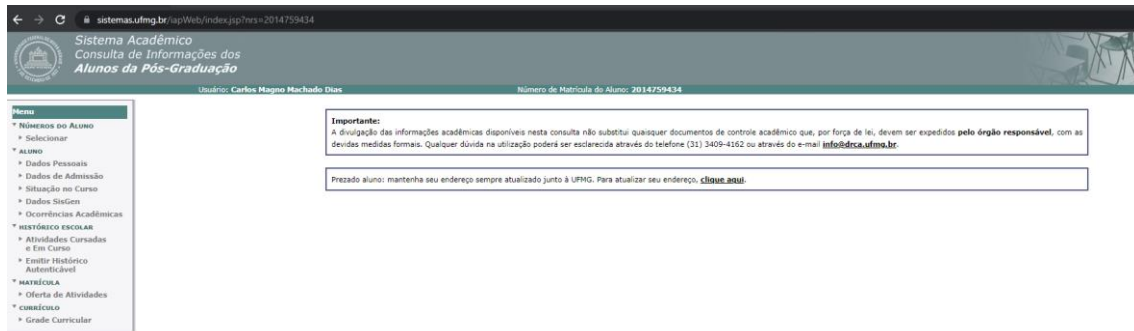 sistemas.ufmg.br/iapWeb/index.jsp?nrs=2014759434
Sistema Acadêmico
Consulta de Informações dos
Alunos da Pós-Graduação
Usuário: Carlos Magno Machado Dias Número de Matrícula do Aluno: 2014759434
Menu
NÚMEROS DO ALUNO
Selecionar
ALUNO
Dados Pessoais
Dados de Admissão
Situação no Curso
Dados SisGen
Ocorrências Acadêmicas
HISTÓRICO ESCOLAR
Atividades Cursadas
e Em Curso
Emitir Histórico
Autenticável
MATRÍCULA
Oferta de Atividades
CURRÍCULO
Grade Curricular
Importante:
A divulgação das informações acadêmicas disponíveis nesta consulta não substitui quaisquer documentos de controle acadêmico que, por força de lei, devem ser expedidos pelo órgão responsável, com as
devidas medidas formais. Qualquer dúvida na utilização poderá ser esclarecida através do telefone (31) 3409-4162 ou através do e-mail info@drca.ufmg.br.
Prezado aluno: mantenha seu endereço sempre atualizado junto à UFMG. Para atualizar seu endereço, clique aqui.